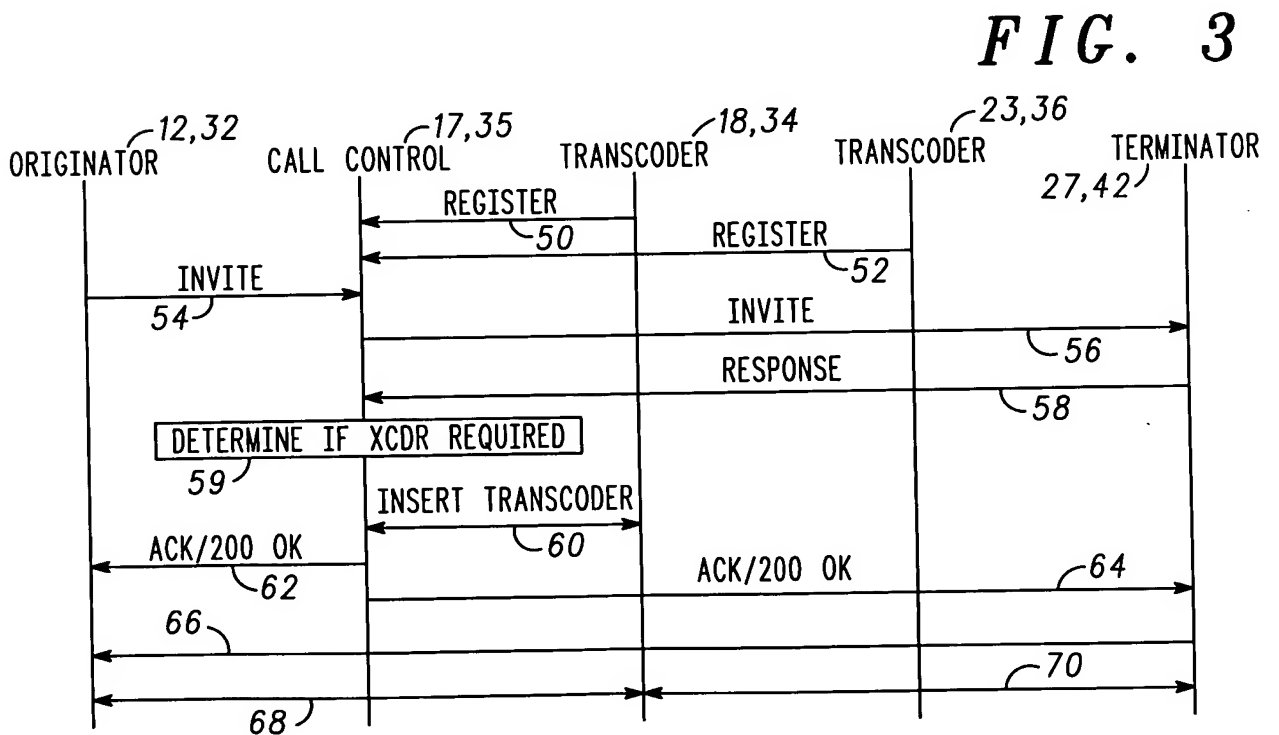 FIG. 3
12,32
17,35
18,34
23,36
ORIGINATOR
CALL CONTROL
TRANSCODER
TRANSCODER
TERMINATOR
27,42
REGISTER
50
REGISTER
52
INVITE
54
INVITE
56
RESPONSE
58
DETERMINE IF XCDR REQUIRED
59
INSERT TRANSCODER
60
ACK/200 OK
62
ACK/200 OK
64
66
70
68